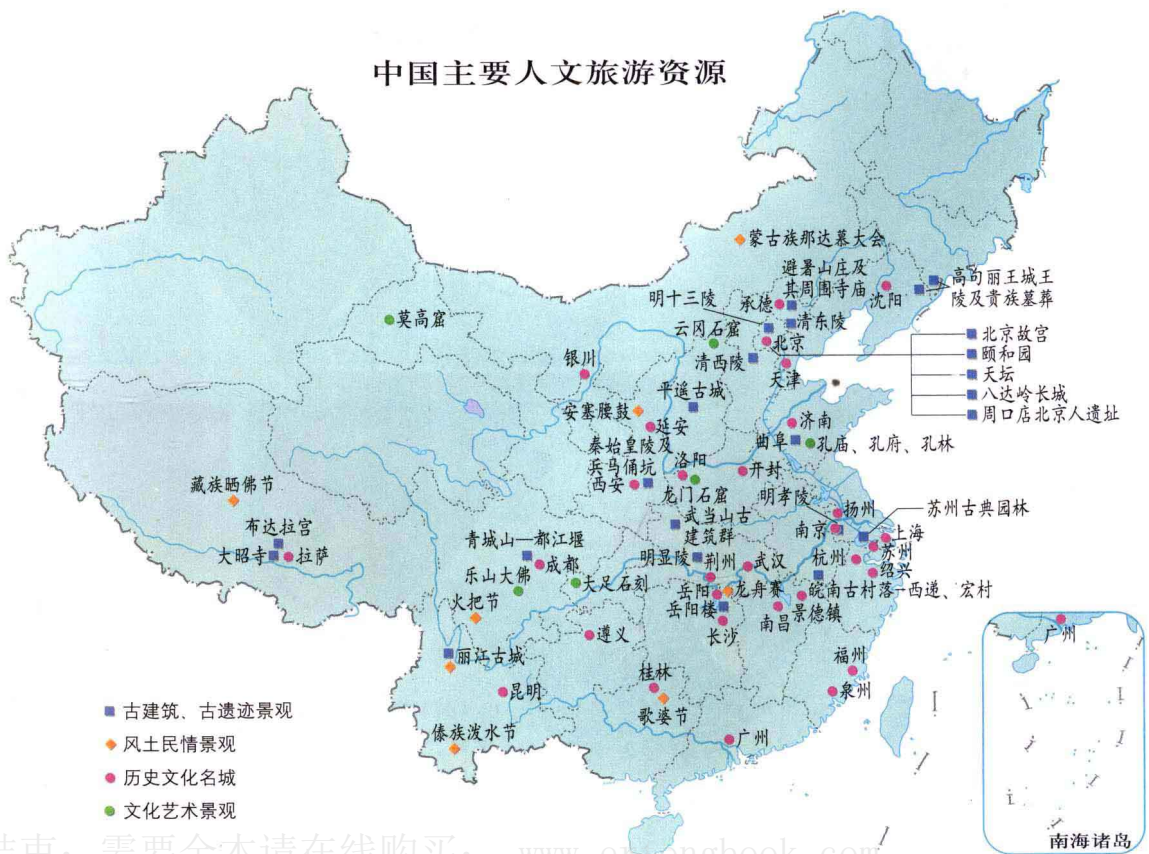 中国主要人文旅游资源
蒙古族那达慕大会
避暑山庄及
其周围寺庙
承德
沈阳
高句丽王城王
陵及贵族墓葬
明十三陵
清东陵
莫高窟
云冈石窟
北京
北京故宫
颐和园
天坛
八达岭长城
周口店北京人遗址
清西陵
天津
银川
平遥古城
安塞腰鼓
延安
济南
曲阜
孔庙、孔府、孔林
秦始皇陵及
兵马俑坑
西安
洛阳
龙门石窟
开封
明孝陵
扬州
苏州古典园林
南京
上海
苏州
杭州
绍兴
藏族晒佛节
布达拉宫
大昭寺
拉萨
武当山古
建筑群
青城山—都江堰
成都
明显陵
荆州
武汉
乐山大佛
大足石刻
岳阳
龙舟赛
皖南古村落-西递、宏村
火把节
岳阳楼
南昌
景德镇
长沙
遵义
丽江古城
福州
桂林
昆明
泉州
歌婆节
傣族泼水节
广州
古建筑、古遗迹景观
风土民情景观
历史文化名城
文化艺术景观
广州
南海诸岛
结束；需要全本请在线购买：